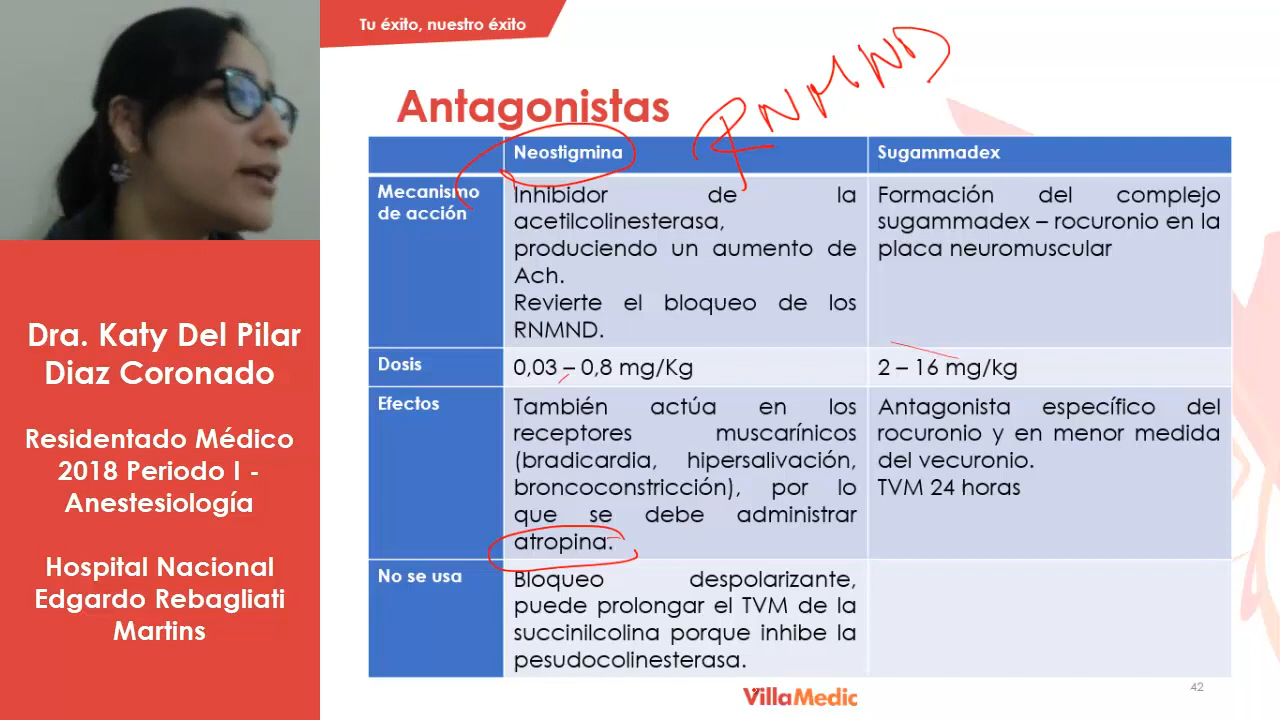 Tu éxito, nuestro éxito
Dra. Katy Del Pilar
Diaz Coronado
Residentado Médico
2018 Periodo I -
Anestesiología
Hospital Nacional
Edgardo Rebagliati
Martins
Antagonistas
RNMND
Neostigmina
Sugammadex
Mecanismo
de acción
Inhibidor de la
acetilcolinesterasa,
produciendo un aumento de
Ach.
Revierte el bloqueo de los
RNMND.
Formación del complejo
sugammadex – rocuronio en la
placa neuromuscular
Dosis
0,03 – 0,8 mg/Kg
2 – 16 mg/kg
Efectos
También actúa en los
receptores muscarínicos
(bradicardia, hipersalivación,
broncoconstricción), por lo
que se debe administrar
atropina.
Antagonista específico del
rocuronio y en menor medida
del vecuronio.
TVM 24 horas
No se usa
Bloqueo despolarizante,
puede prolongar el TVM de la
succinilcolina porque inhibe la
pesudocolinesterasa.
VillaMedic
42